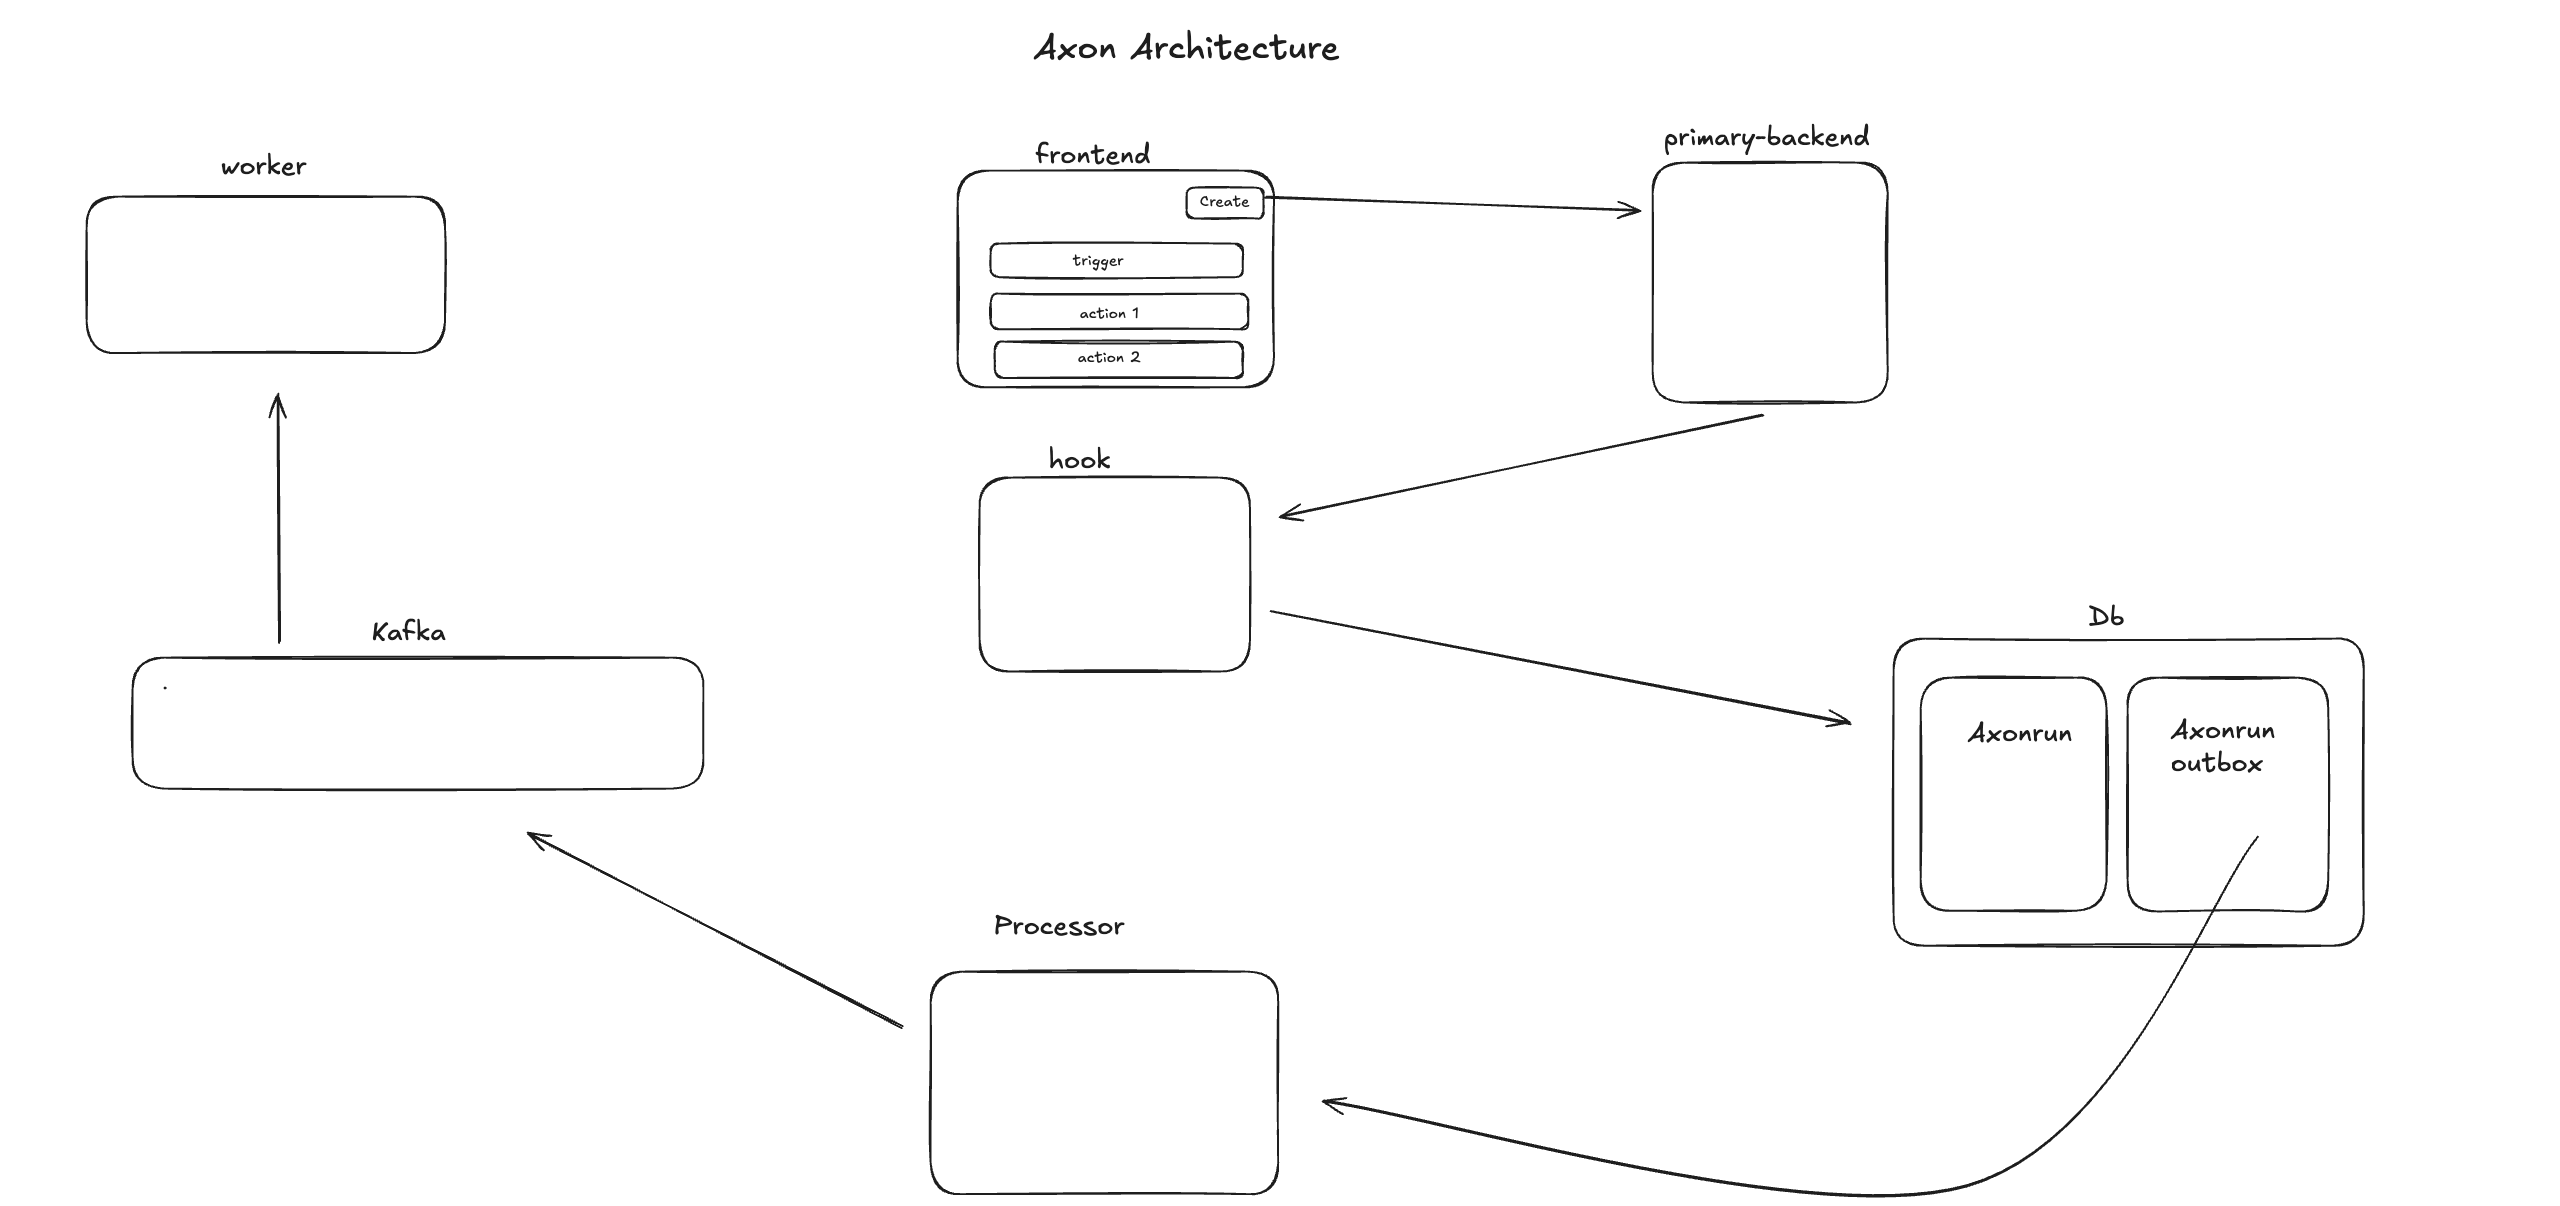 Axon Architecture
worker
frontend
primary-backend
Create
trigger
action 1
action 2
hook
Kafka
Db
Axonrun
Axonrun
outbox
Processor